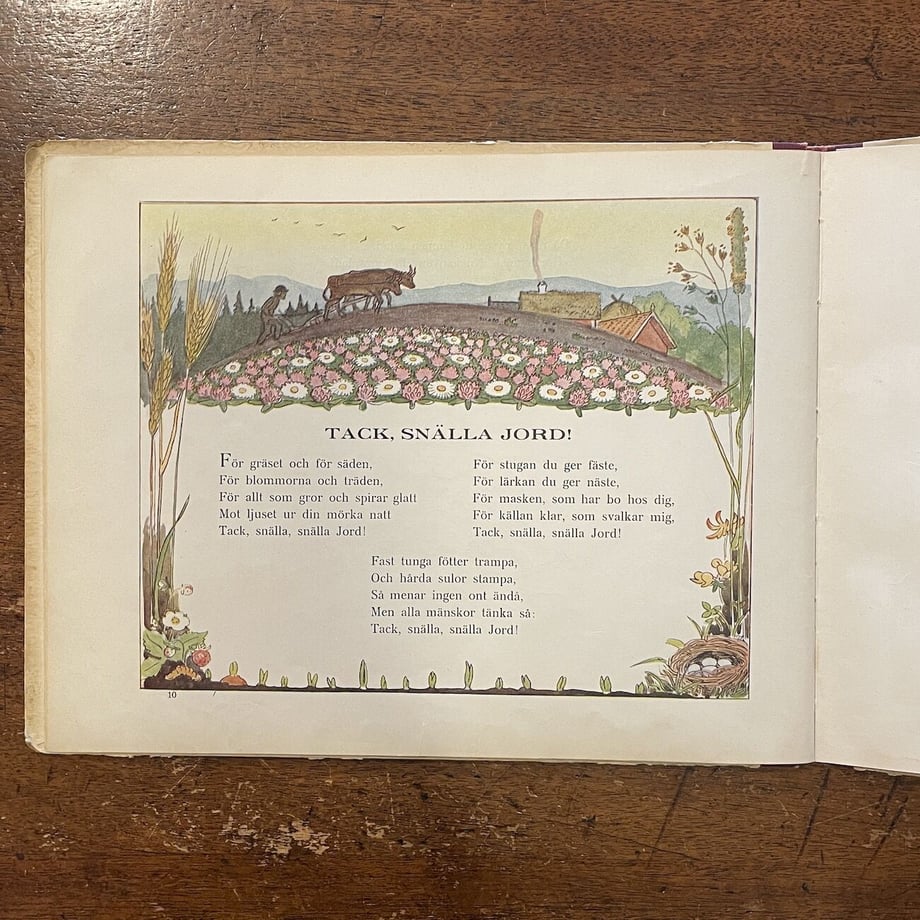 TACK, SNÄLLA JORD!
För gräset och för säden,
För blommorna och träden,
För allt som gror och spirar glatt
Mot ljuset ur din mörka natt
Tack, snälla, snälla Jord!
För stugan du ger fäste,
För lärkan du ger näste,
För masken, som har bo hos dig,
För källan klar, som svalkar mig,
Tack, snälla, snälla Jord!
Fast tunga fötter trampa,
Och hårda sulor stampa,
Så menar ingen ont ändå,
Men alla mänskor tänka så:
Tack, snälla, snälla Jord!
10